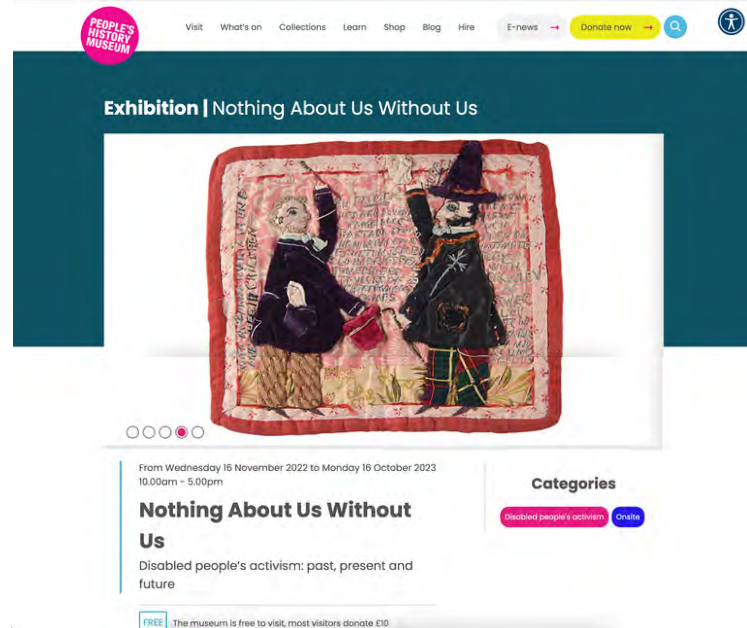 PEOPLE'S
HISTORY
MUSEUM
Visit What's on Collections Learn Shop Blog Hire E-news → Donate now →
Exhibition | Nothing About Us Without Us
From Wednesday 16 November 2022 to Monday 16 October 2023
10.00am - 5.00pm
Nothing About Us Without
Us
Disabled people's activism: past, present and
future
FREE The museum is free to visit, most visitors donate £10
Categories
Disabled people's activism Onsite